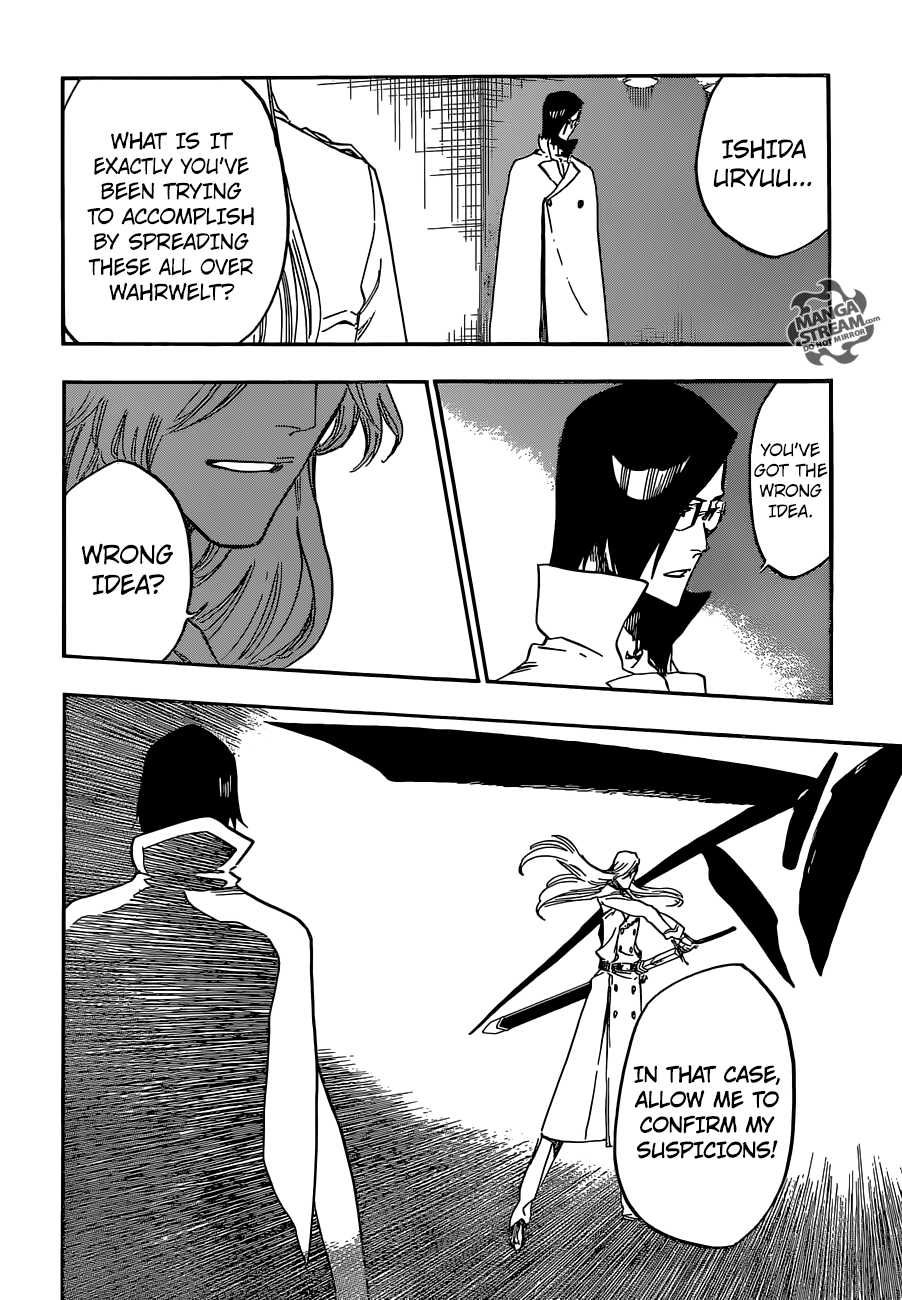 ISHIDA
URYUU...
WHAT IS IT
EXACTLY YOU'VE
BEEN TRYING
TO ACCOMPLISH
BY SPREADING
THESE ALL OVER
WAHRWELT?
MANGA
STREAM.com
DO NOT MIRROR
YOU'VE
GOT THE
WRONG
IDEA.
WRONG
IDEA?
IN THAT CASE,
ALLOW ME TO
CONFIRM MY
SUSPICIONS!